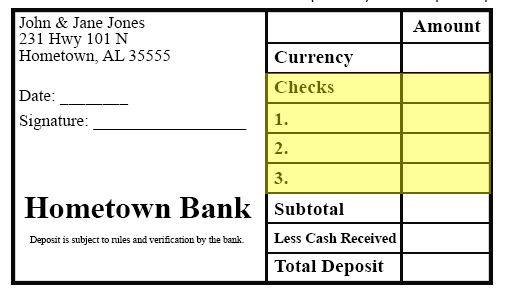 John & Jane Jones
231 Hwy 101 N
Hometown, AL 35555
Date: ________
Signature: __________________
Hometown Bank
Deposit is subject to rules and verification by the bank.
Amount
Currency
Checks
1.
2.
3.
Subtotal
Less Cash Received
Total Deposit